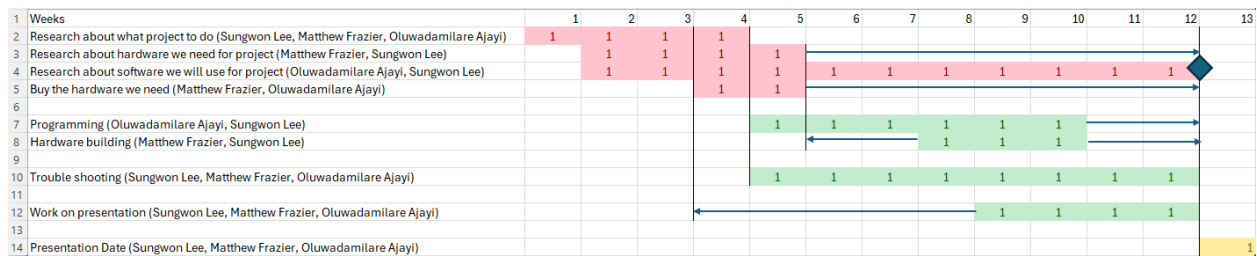 1 Weeks 1 2 3 4 5 6 7 8 9 10 11 12 13
2 Research about what project to do (Sungwon Lee, Matthew Frazier, Oluwadamilare Ajayi) 1 1 1 1
3 Research about hardware we need for project (Matthew Frazier, Sungwon Lee) 1 1 1 1
4 Research about software we will use for project (Oluwadamilare Ajayi, Sungwon Lee) 1 1 1 1 1 1 1 1 1 1 1
5 Buy the hardware we need (Matthew Frazier, Oluwadamilare Ajayi) 1 1
6
7 Programming (Oluwadamilare Ajayi, Sungwon Lee) 1 1 1 1 1 1
8 Hardware building (Matthew Frazier, Sungwon Lee) 1 1 1
9
10 Trouble shooting (Sungwon Lee, Matthew Frazier, Oluwadamilare Ajayi) 1 1 1 1 1 1 1 1
11
12 Work on presentation (Sungwon Lee, Matthew Frazier, Oluwadamilare Ajayi) 1 1 1 1
13
14 Presentation Date (Sungwon Lee, Matthew Frazier, Oluwadamilare Ajayi) 1